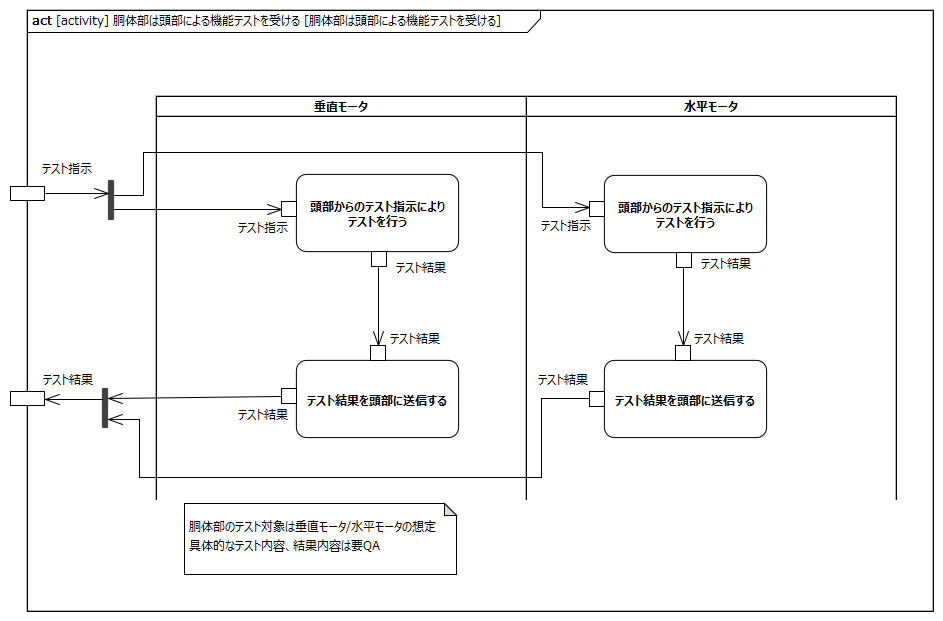 act [activity] 胴体部は頭部による機能テストを受ける [胴体部は頭部による機能テストを受ける]
垂直モータ
水平モータ
テスト指示
頭部からのテスト指示により
テストを行う
テスト指示
頭部からのテスト指示により
テストを行う
テスト指示
テスト結果
テスト結果
テスト結果
テスト結果
テスト結果
テスト結果を頭部に送信する
テスト結果
テスト結果
テスト結果を頭部に送信する
胴体部のテスト対象は垂直モータ/水平モータの想定
具体的なテスト内容、結果内容は要QA